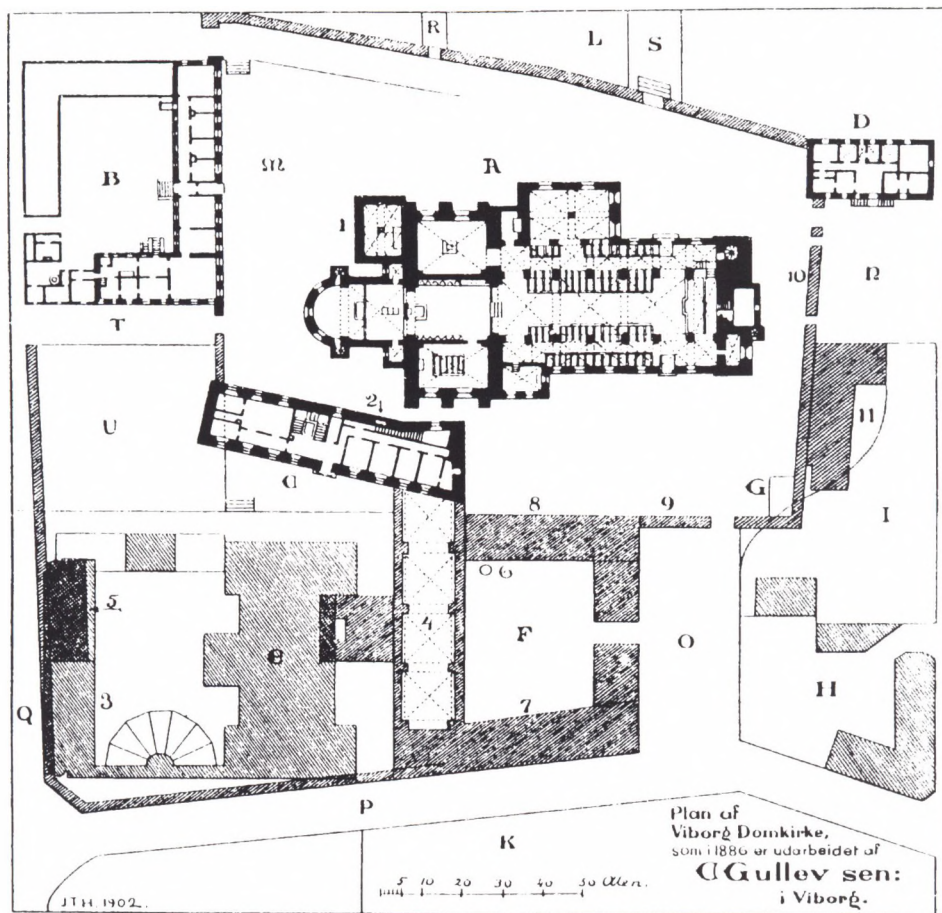 R
L
S
D
B
M
A
1
10
N
T
2
U
11
C
G
8
9
I
6
5
4
F
e
O
3
H
Q
7
P
K
Plan af
Viborg Domkirke,
som i 1886 er udarbeidet af
C Gullev sen:
i Viborg.
5 10 20 30 40 50 Alen.
J.T.H. 1902.